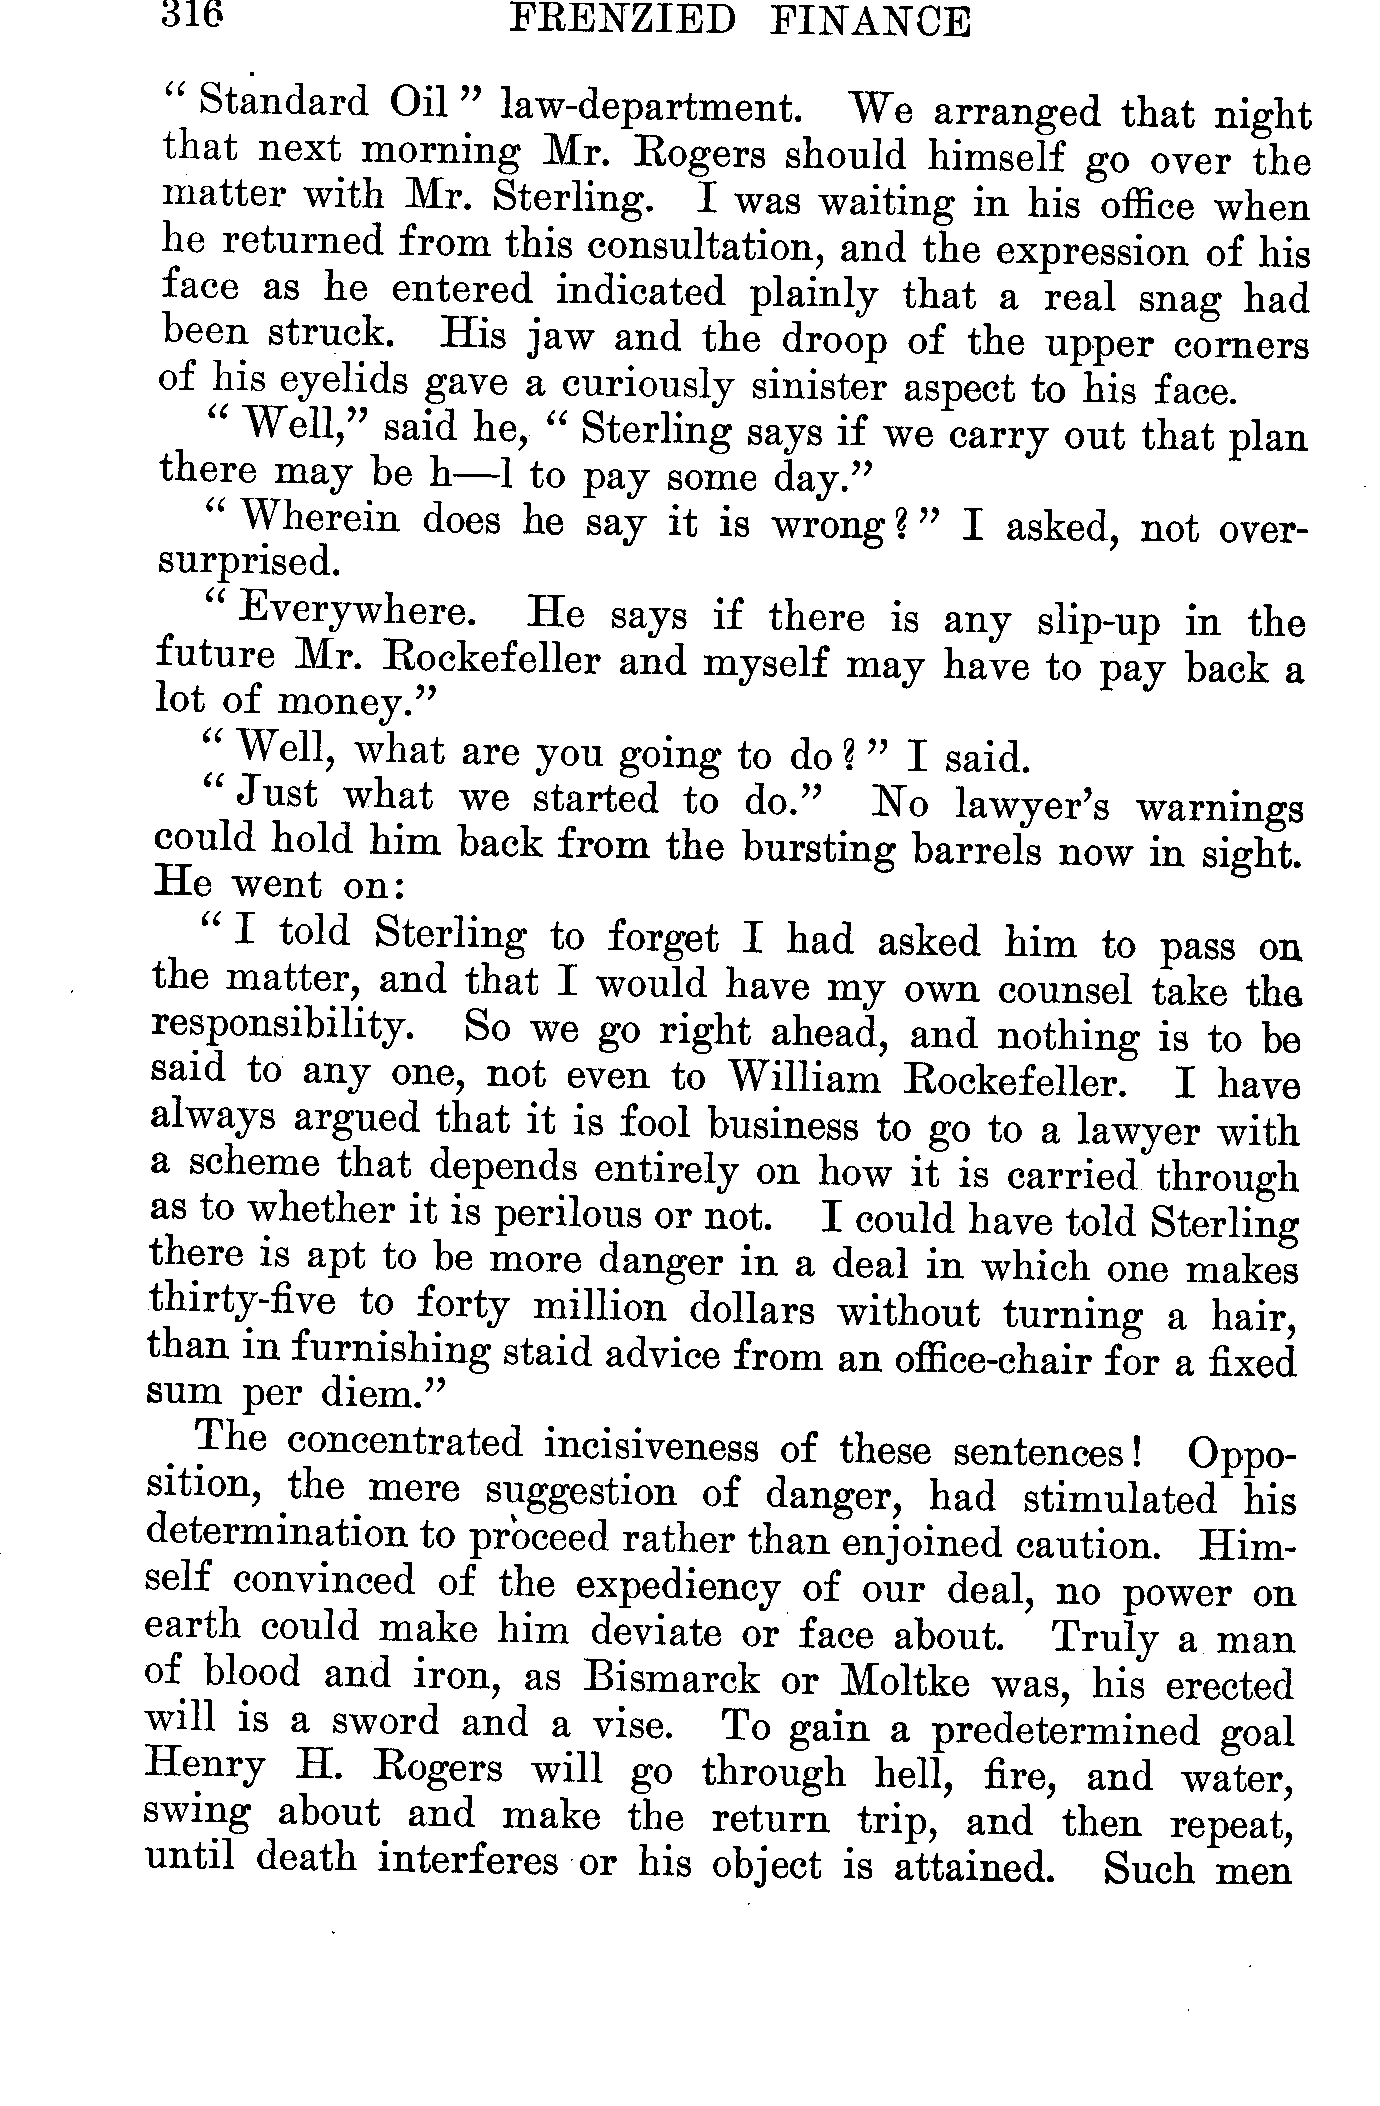 316 FRENZIED FINANCE
“ Standard Oil ” law-department. We arranged that night
that next morning Mr. Rogers should himself go over the
matter with Mr. Sterling. I was waiting in his office when
he returned from this consultation, and the expression of his
face as he entered indicated plainly that a real snag had
been struck. His jaw and the droop of the upper corners
of his eyelids gave a curiously sinister aspect to his face.
“ Well,” said he, “ Sterling says if we carry out that plan
there may be h—l to pay some day.”
“ Wherein does he say it is wrong? ” I asked, not over-
surprised.
“ Everywhere. He says if there is any slip-up in the
future Mr. Rockefeller and myself may have to pay back a
lot of money.”
“ Well, what are you going to do? ” I said.
“ Just what we started to do.” No lawyer’s warnings
could hold him back from the bursting barrels now in sight.
He went on:
“ I told Sterling to forget I had asked him to pass on
the matter, and that I would have my own counsel take the
responsibility. So we go right ahead, and nothing is to be
said to any one, not even to William Rockefeller. I have
always argued that it is fool business to go to a lawyer with
a scheme that depends entirely on how it is carried through
as to whether it is perilous or not. I could have told Sterling
there is apt to be more danger in a deal in which one makes
thirty-five to forty million dollars without turning a hair,
than in furnishing staid advice from an office-chair for a fixed
sum per diem.”
The concentrated incisiveness of these sentences! Oppo-
sition, the mere suggestion of danger, had stimulated his
determination to proceed rather than enjoined caution. Him-
self convinced of the expediency of our deal, no power on
earth could make him deviate or face about. Truly a man
of blood and iron, as Bismarck or Moltke was, his erected
will is a sword and a vise. To gain a predetermined goal
Henry H. Rogers will go through hell, fire, and water,
swing about and make the return trip, and then repeat,
until death interferes or his object is attained. Such men